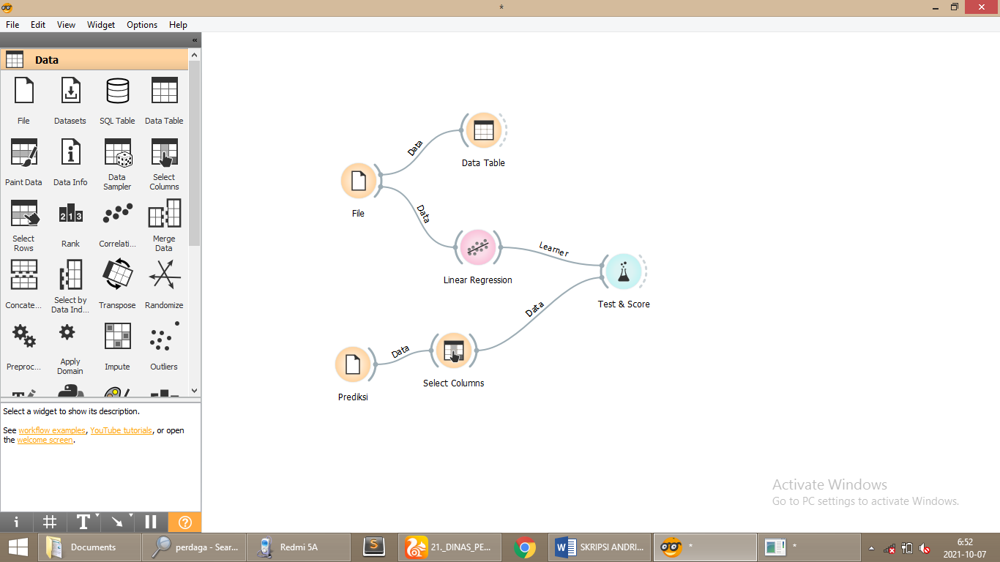 *
File Edit View Widget Options Help
«
Data
File Datasets SQL Table Data Table
Paint Data Data Info Data Sampler Select Columns
Select Rows Rank Correlati... Merge Data
Concate... Select by Data Ind... Transpose Randomize
Preproc... Apply Domain Impute Outliers
Select a widget to show its description.
See workflow examples, YouTube tutorials, or open
the welcome screen.
Data
Data Table
File
Data
Linear Regression
Learner
Test & Score
Data
Data
Select Columns
Prediksi
Activate Windows
Go to PC settings to activate Windows.
Documents perdaga - Sear... Redmi 5A 21._DINAS_PE... SKRIPSI ANDRI... * *
6:52
2021-10-07